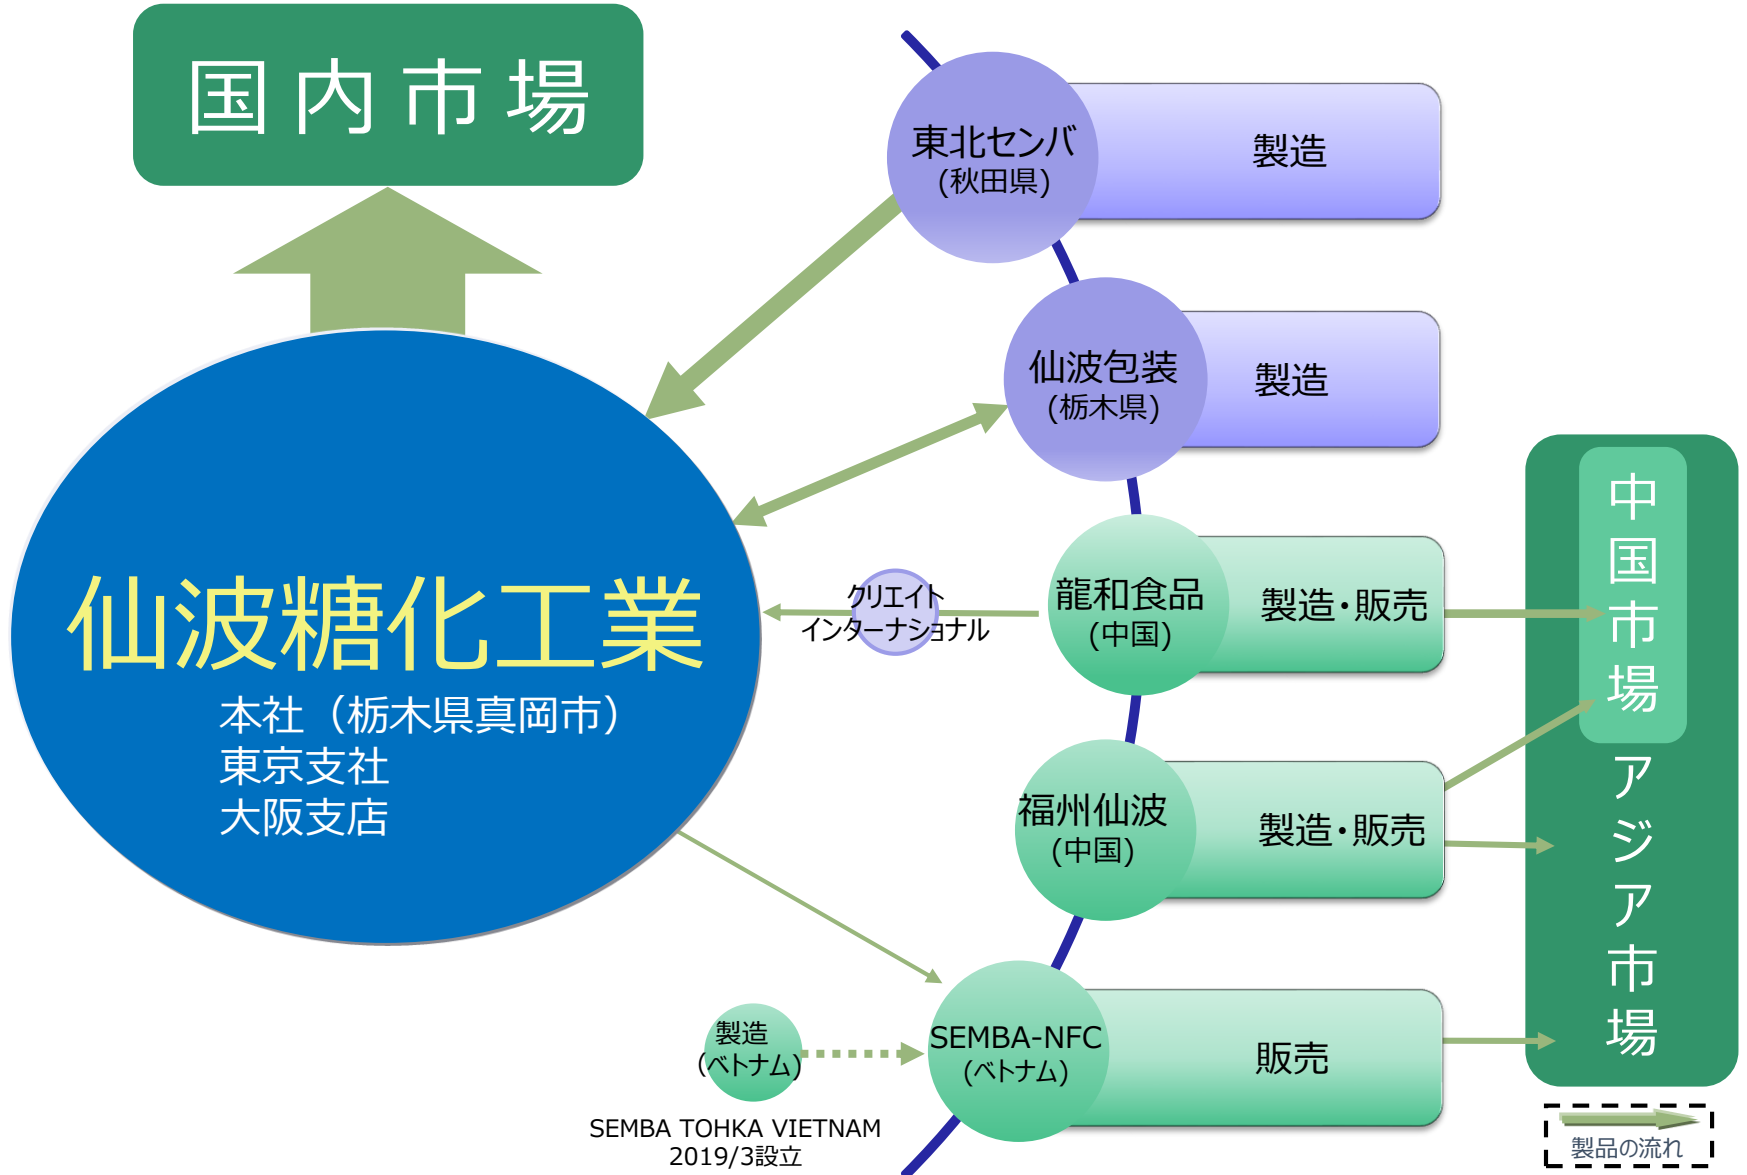 国内市場
仙波糖化工業
本社（栃木県真岡市）
東京支社
大阪支店
東北センバ
(秋田県)
製造
仙波包装
(栃木県)
製造
クリエイト
インターナショナル
龍和食品
(中国)
製造・販売
福州仙波
(中国)
製造・販売
SEMBA-NFC
(ベトナム)
販売
製造
(ベトナム)
SEMBA TOHKA VIETNAM
2019/3設立
中国市場
アジア市場
製品の流れ